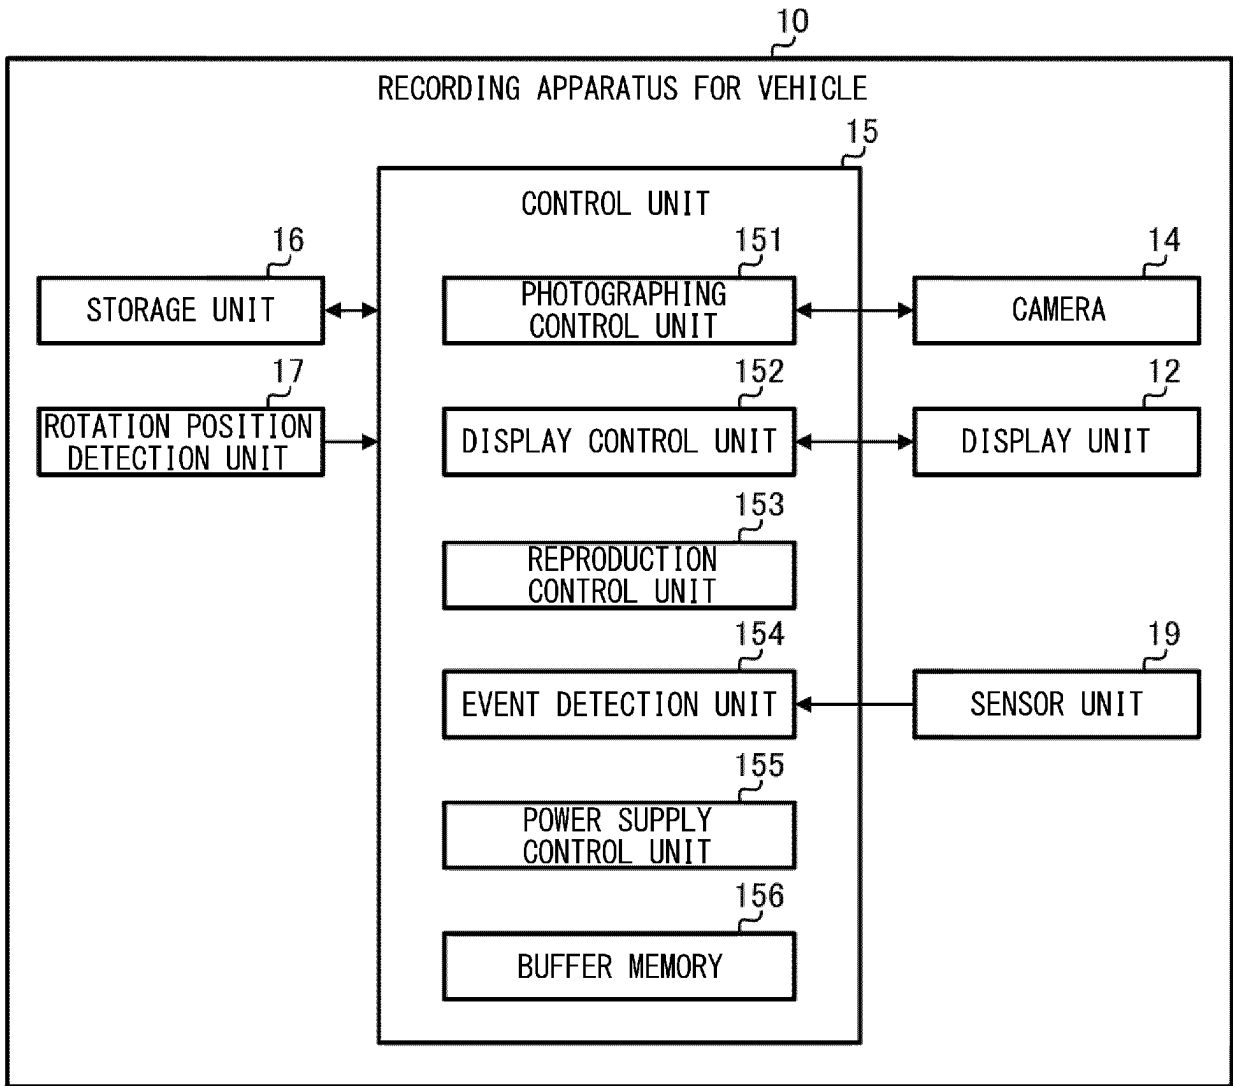 10
RECORDING APPARATUS FOR VEHICLE
15
CONTROL UNIT
16
STORAGE UNIT
151
PHOTOGRAPHING
CONTROL UNIT
14
CAMERA
17
ROTATION POSITION
DETECTION UNIT
152
DISPLAY CONTROL UNIT
12
DISPLAY UNIT
153
REPRODUCTION
CONTROL UNIT
154
EVENT DETECTION UNIT
19
SENSOR UNIT
155
POWER SUPPLY
CONTROL UNIT
156
BUFFER MEMORY